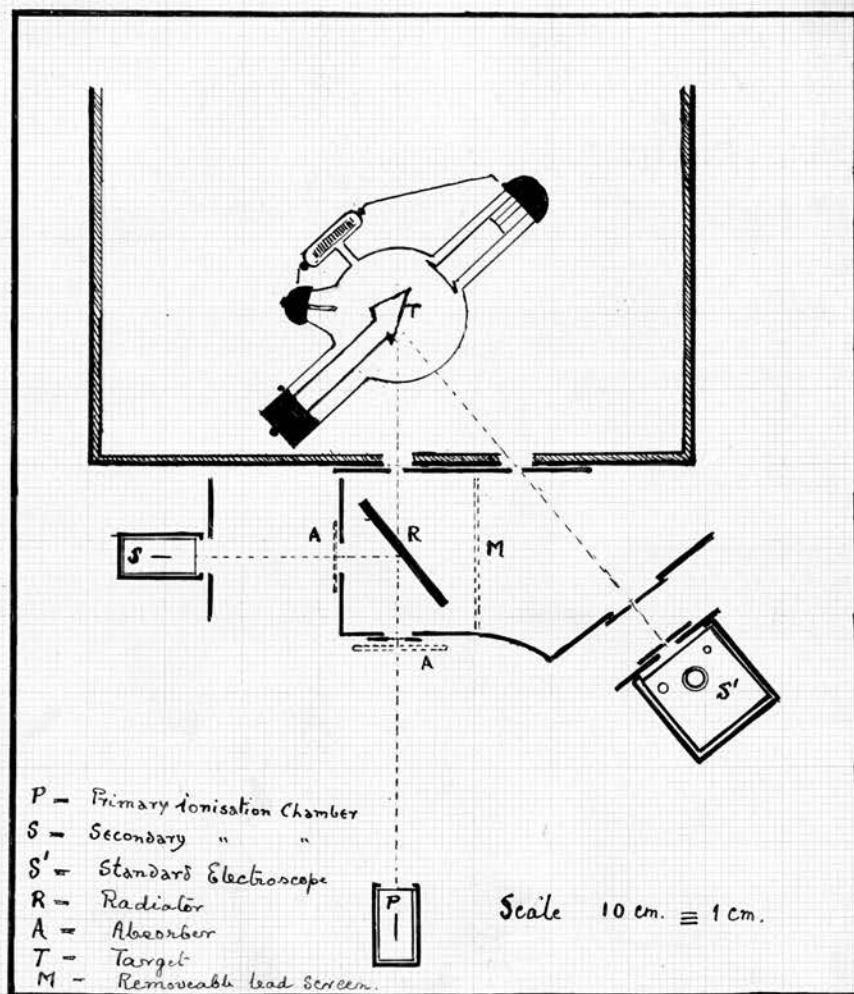 T
S
A
R
M
A
S'
P = Primary ionisation Chamber
S = Secondary " "
S' = Standard Electroscope
R = Radiator
A = Absorber
T = Target
M - Removeable lead Screen.
P
Scale 10 cm. ≡ 1 cm.